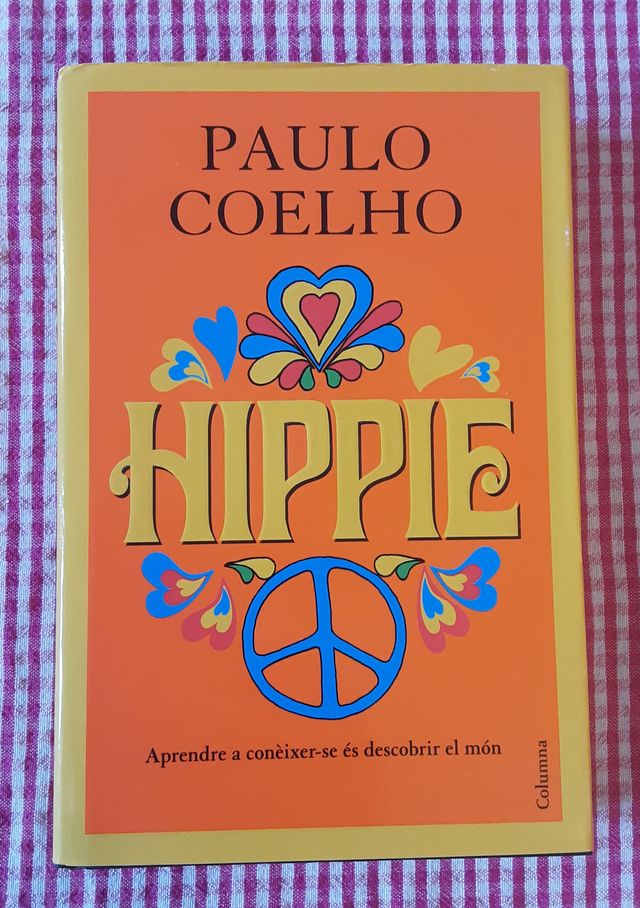 PAULO
COELHO
HIPPIE
Aprendre a conèixer-se és descobrir el món
Columna